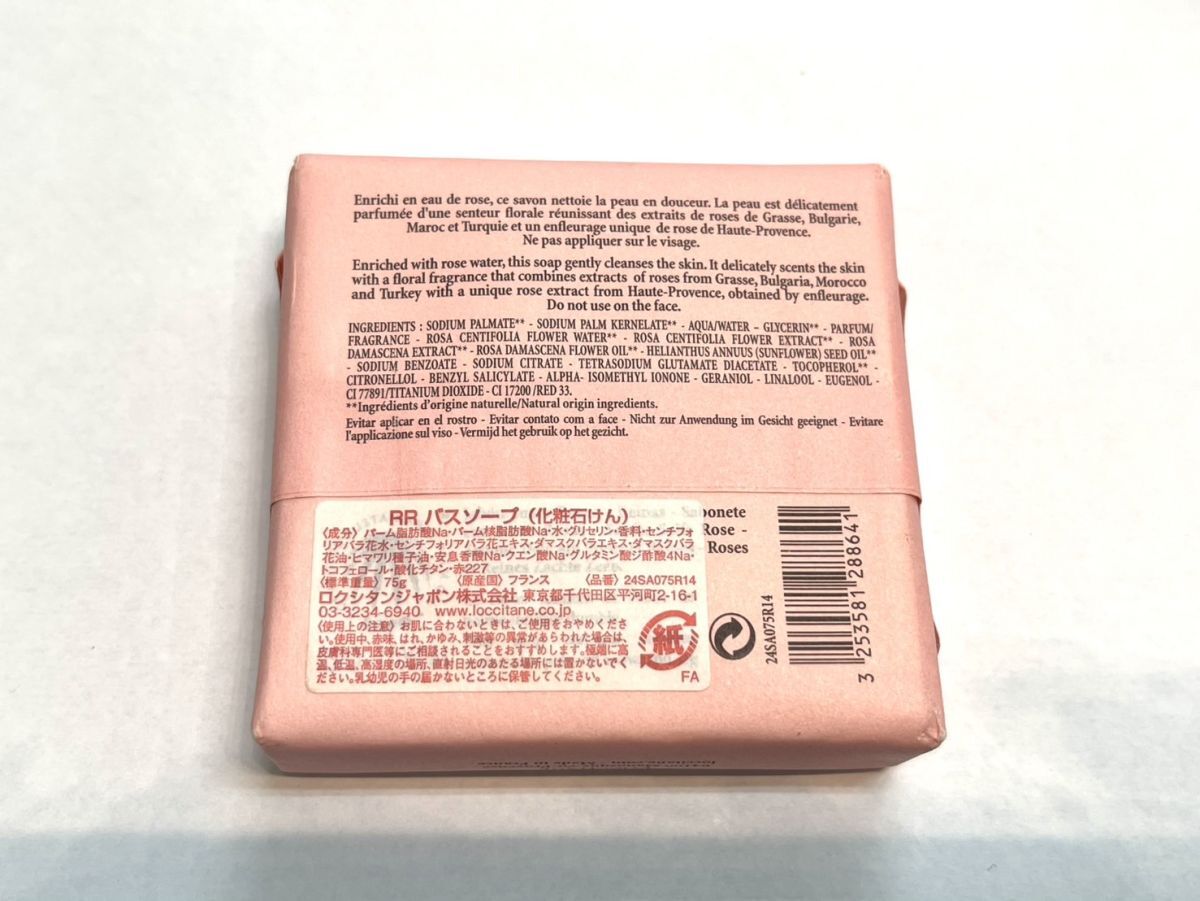 Enrichi en eau de rose, ce savon nettoie la peau en douceur. La peau est délicatement
parfumée d'une senteur florale réunissant des extraits de roses de Grasse, Bulgarie,
Maroc et Turquie et un enfleurage unique de rose de Haute-Provence.
Ne pas appliquer sur le visage.
Enriched with rose water, this soap gently cleanses the skin. It delicately scents the skin
with a floral fragrance that combines extracts of roses from Grasse, Bulgaria, Morocco
and Turkey with a unique rose extract from Haute-Provence, obtained by enfleurage.
Do not use on the face.
INGREDIENTS : SODIUM PALMATE** - SODIUM PALM KERNELATE** - AQUA/WATER – GLYCERIN** - PARFUM/
FRAGRANCE - ROSA CENTIFOLIA FLOWER WATER** - ROSA CENTIFOLIA FLOWER EXTRACT** - ROSA
DAMASCENA EXTRACT** - ROSA DAMASCENA FLOWER OIL** - HELIANTHUS ANNUUS (SUNFLOWER) SEED OIL**
- SODIUM BENZOATE - SODIUM CITRATE - TETRASODIUM GLUTAMATE DIACETATE - TOCOPHEROL** -
CITRONELLOL - BENZYL SALICYLATE - ALPHA- ISOMETHYL IONONE - GERANIOL - LINALOOL - EUGENOL -
CI 77891/TITANIUM DIOXIDE - CI 17200 /RED 33.
**Ingrédients d'origine naturelle/Natural origin ingredients.
Evitar aplicar en el rostro - Evitar contato com a face - Nicht zur Anwendung im Gesicht geeignet - Evitare
l'applicazione sul viso - Vermijd het gebruik op het gezicht.
RR バスソープ（化粧石けん）
〈成分〉パーム脂肪酸Na・パーム核脂肪酸Na・水・グリセリン・香料・センチフォ
リアバラ花水・センチフォリアバラ花エキス・ダマスクバラエキス・ダマスクバラ
花油・ヒマワリ種子油・安息香酸Na・クエン酸Na・グルタミン酸ジ酢酸4Na・
トコフェロール・酸化チタン・赤227
〈標準重量〉75g 〈原産国〉フランス 〈品番〉24SA075R14
ロクシタンジャポン株式会社 東京都千代田区平河町2-16-1
03-3234-6940 www.loccitane.co.jp
〈使用上の注意〉お肌に合わないときは、ご使用をおやめくださ
い。使用中、赤味、はれ、かゆみ、刺激等の異常があらわれた場合は、
皮膚科専門医等にご相談されることをおすすめします。極端に高
温、低温、高湿度の場所、直射日光のあたる場所には置かないでく
ださい。乳幼児の手の届かないところに保管してください。
紙
FA
Sabonete
Rose -
Roses
24SA075R14
3 253581 288641